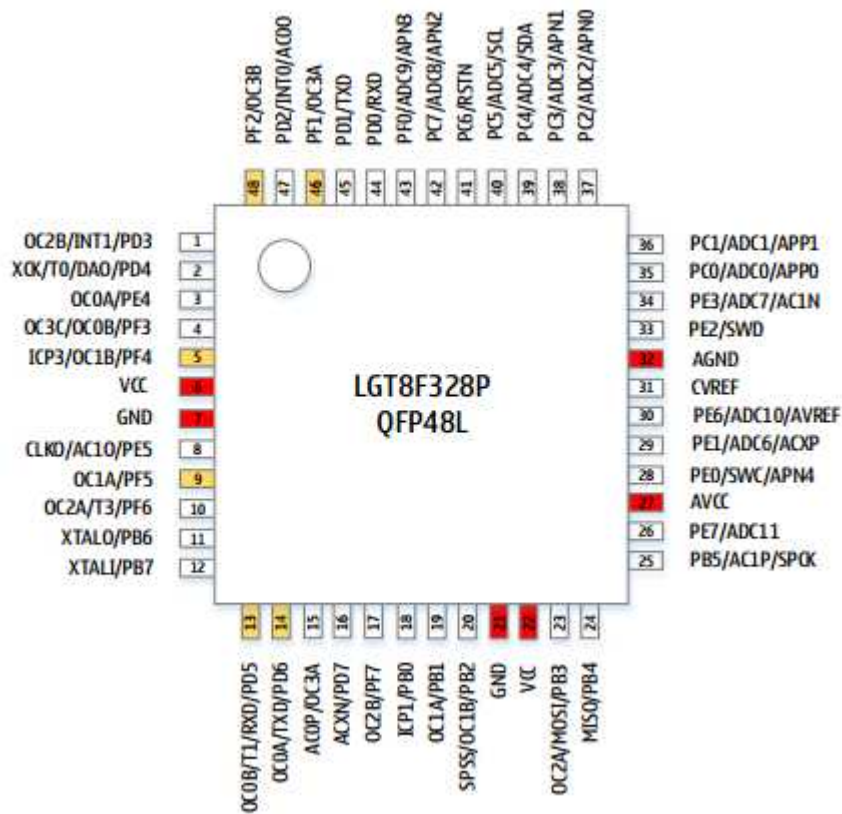 PF2/OC3B
PD2/INT0/AC0O
PF1/OC3A
PD1/TXD
PD0/RXD
PF0/ADC9/APN3
PC7/ADC8/APN2
PC6/RSTN
PC5/ADC5/SCL
PC4/ADC4/SDA
PC3/ADC3/APN1
PC2/ADC2/APN0
48 47 46 45 44 43 42 41 40 39 38 37
OC2B/INT1/PD3 1
XCK/T0/DAO/PD4 2
OC0A/PE4 3
OC3C/OC0B/PF3 4
ICP3/OC1B/PF4 5
VCC 6
GND 7
CLKO/AC1O/PE5 8
OC1A/PF5 9
OC2A/T3/PF6 10
XTALO/PB6 11
XTALI/PB7 12
LGT8F328P
QFP48L
36 PC1/ADC1/APP1
35 PC0/ADC0/APP0
34 PE3/ADC7/AC1N
33 PE2/SWD
32 AGND
31 CVREF
30 PE6/ADC10/AVREF
29 PE1/ADC6/ACXP
28 PE0/SWC/APN4
27 AVCC
26 PE7/ADC11
25 PB5/AC1P/SPCK
13 14 15 16 17 18 19 20 21 22 23 24
OC0B/T1/RXD/PD5
OC0A/TXD/PD6
AC0P/OC3A
ACXN/PD7
OC2B/PF7
ICP1/PB0
OC1A/PB1
SPSS/OC1B/PB2
GND
VCC
OC2A/MOSI/PB3
MISO/PB4